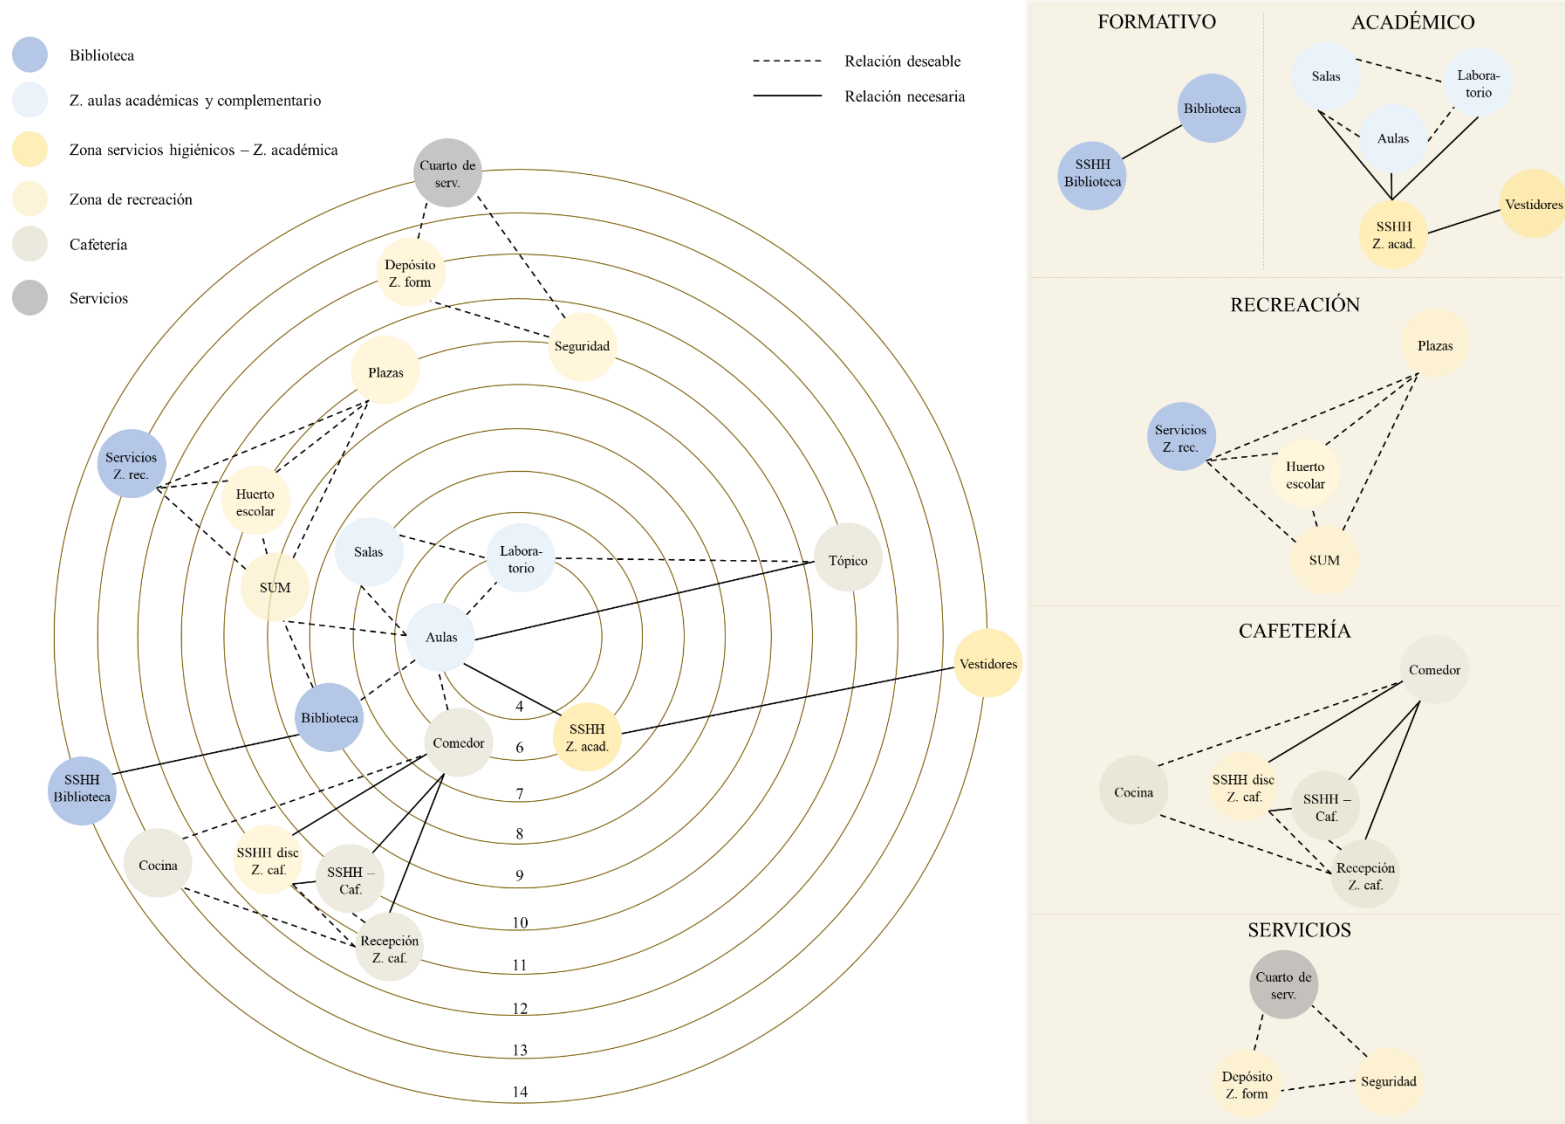 Biblioteca
Z. aulas académicas y complementario
Zona servicios higiénicos – Z. académica
Zona de recreación
Cafetería
Servicios
Relación deseable
Relación necesaria
Cuarto de
serv.
Depósito
Z. form
Seguridad
Plazas
Servicios
Z. rec.
Huerto
escolar
SUM
Salas
Labora-
torio
Tópico
Aulas
Vestidores
Biblioteca
Comedor
SSHH
Z. acad.
SSHH
Biblioteca
Cocina
SSHH disc
Z. caf.
SSHH –
Caf.
Recepción
Z. caf.
4
6
7
8
9
10
11
12
13
14
FORMATIVO
Biblioteca
SSHH
Biblioteca
ACADÉMICO
Salas
Labora-
torio
Aulas
Vestidores
SSHH
Z. acad.
RECREACIÓN
Plazas
Servicios
Z. rec.
Huerto
escolar
SUM
CAFETERÍA
Comedor
Cocina
SSHH disc
Z. caf.
SSHH –
Caf.
Recepción
Z. caf.
SERVICIOS
Cuarto de
serv.
Depósito
Z. form
Seguridad